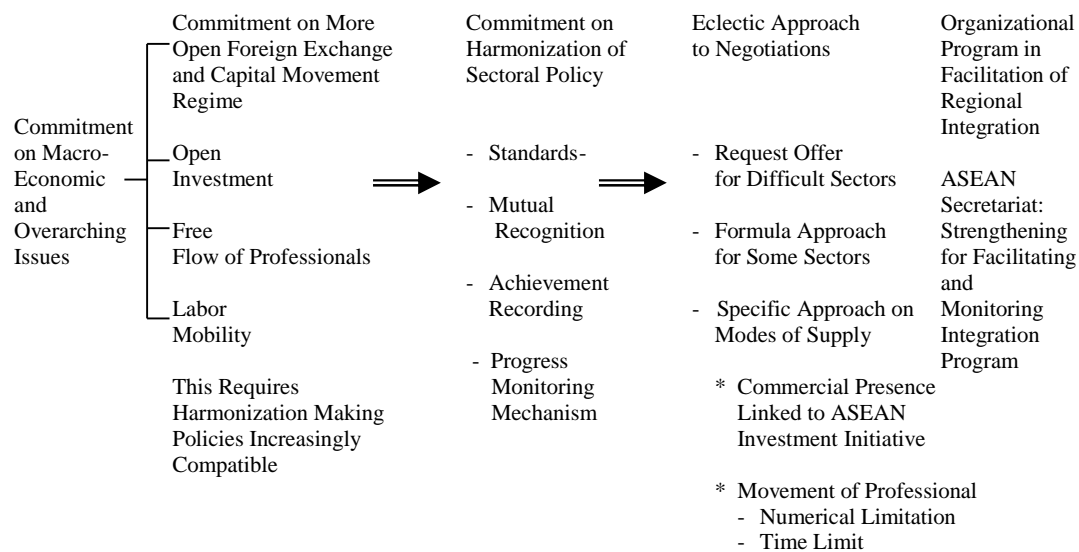 Commitment
on Macro-
Economic
and
Overarching
Issues
Commitment on More
Open Foreign Exchange
and Capital Movement
Regime
Open
Investment
Free
Flow of Professionals
Labor
Mobility
This Requires
Harmonization Making
Policies Increasingly
Compatible
Commitment on
Harmonization of
Sectoral Policy
- Standards-
- Mutual
Recognition
- Achievement
Recording
- Progress
Monitoring
Mechanism
Eclectic Approach
to Negotiations
- Request Offer
for Difficult Sectors
- Formula Approach
for Some Sectors
- Specific Approach on
Modes of Supply
* Commercial Presence
Linked to ASEAN
Investment Initiative
* Movement of Professional
- Numerical Limitation
- Time Limit
Organizational
Program in
Facilitation of
Regional
Integration
ASEAN
Secretariat:
Strengthening
for Facilitating
and
Monitoring
Integration
Program